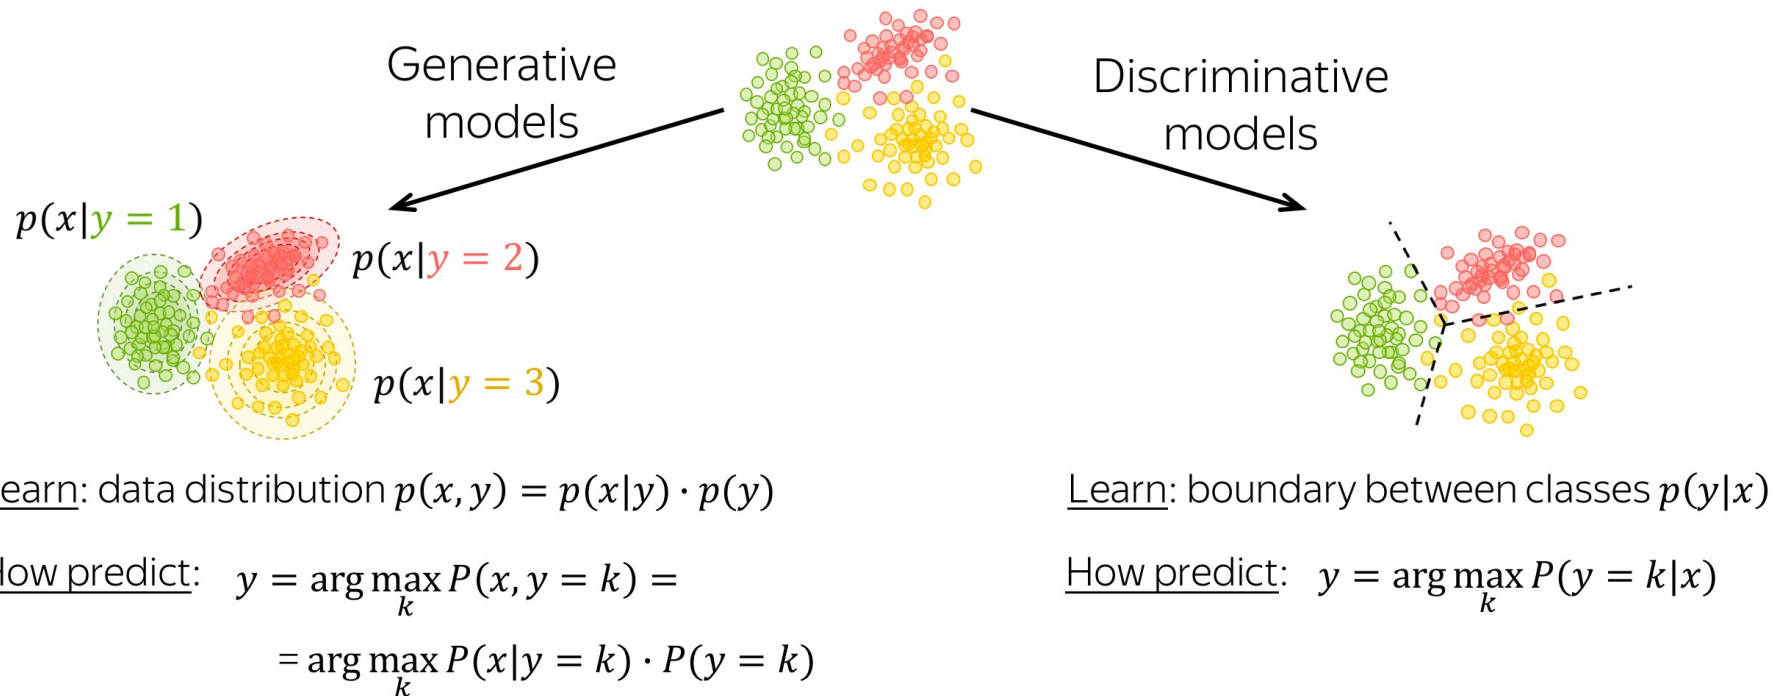 Generative
models
Discriminative
models
p(x|y = 1)
p(x|y = 2)
p(x|y = 3)
earn: data distribution p(x, y) = p(x|y) · p(y)
How predict: y = arg max P(x, y = k) =
k
= arg max P(x|y = k) · P(y = k)
k
Learn: boundary between classes p(y|x)
How predict: y = arg max P(y = k|x)
k